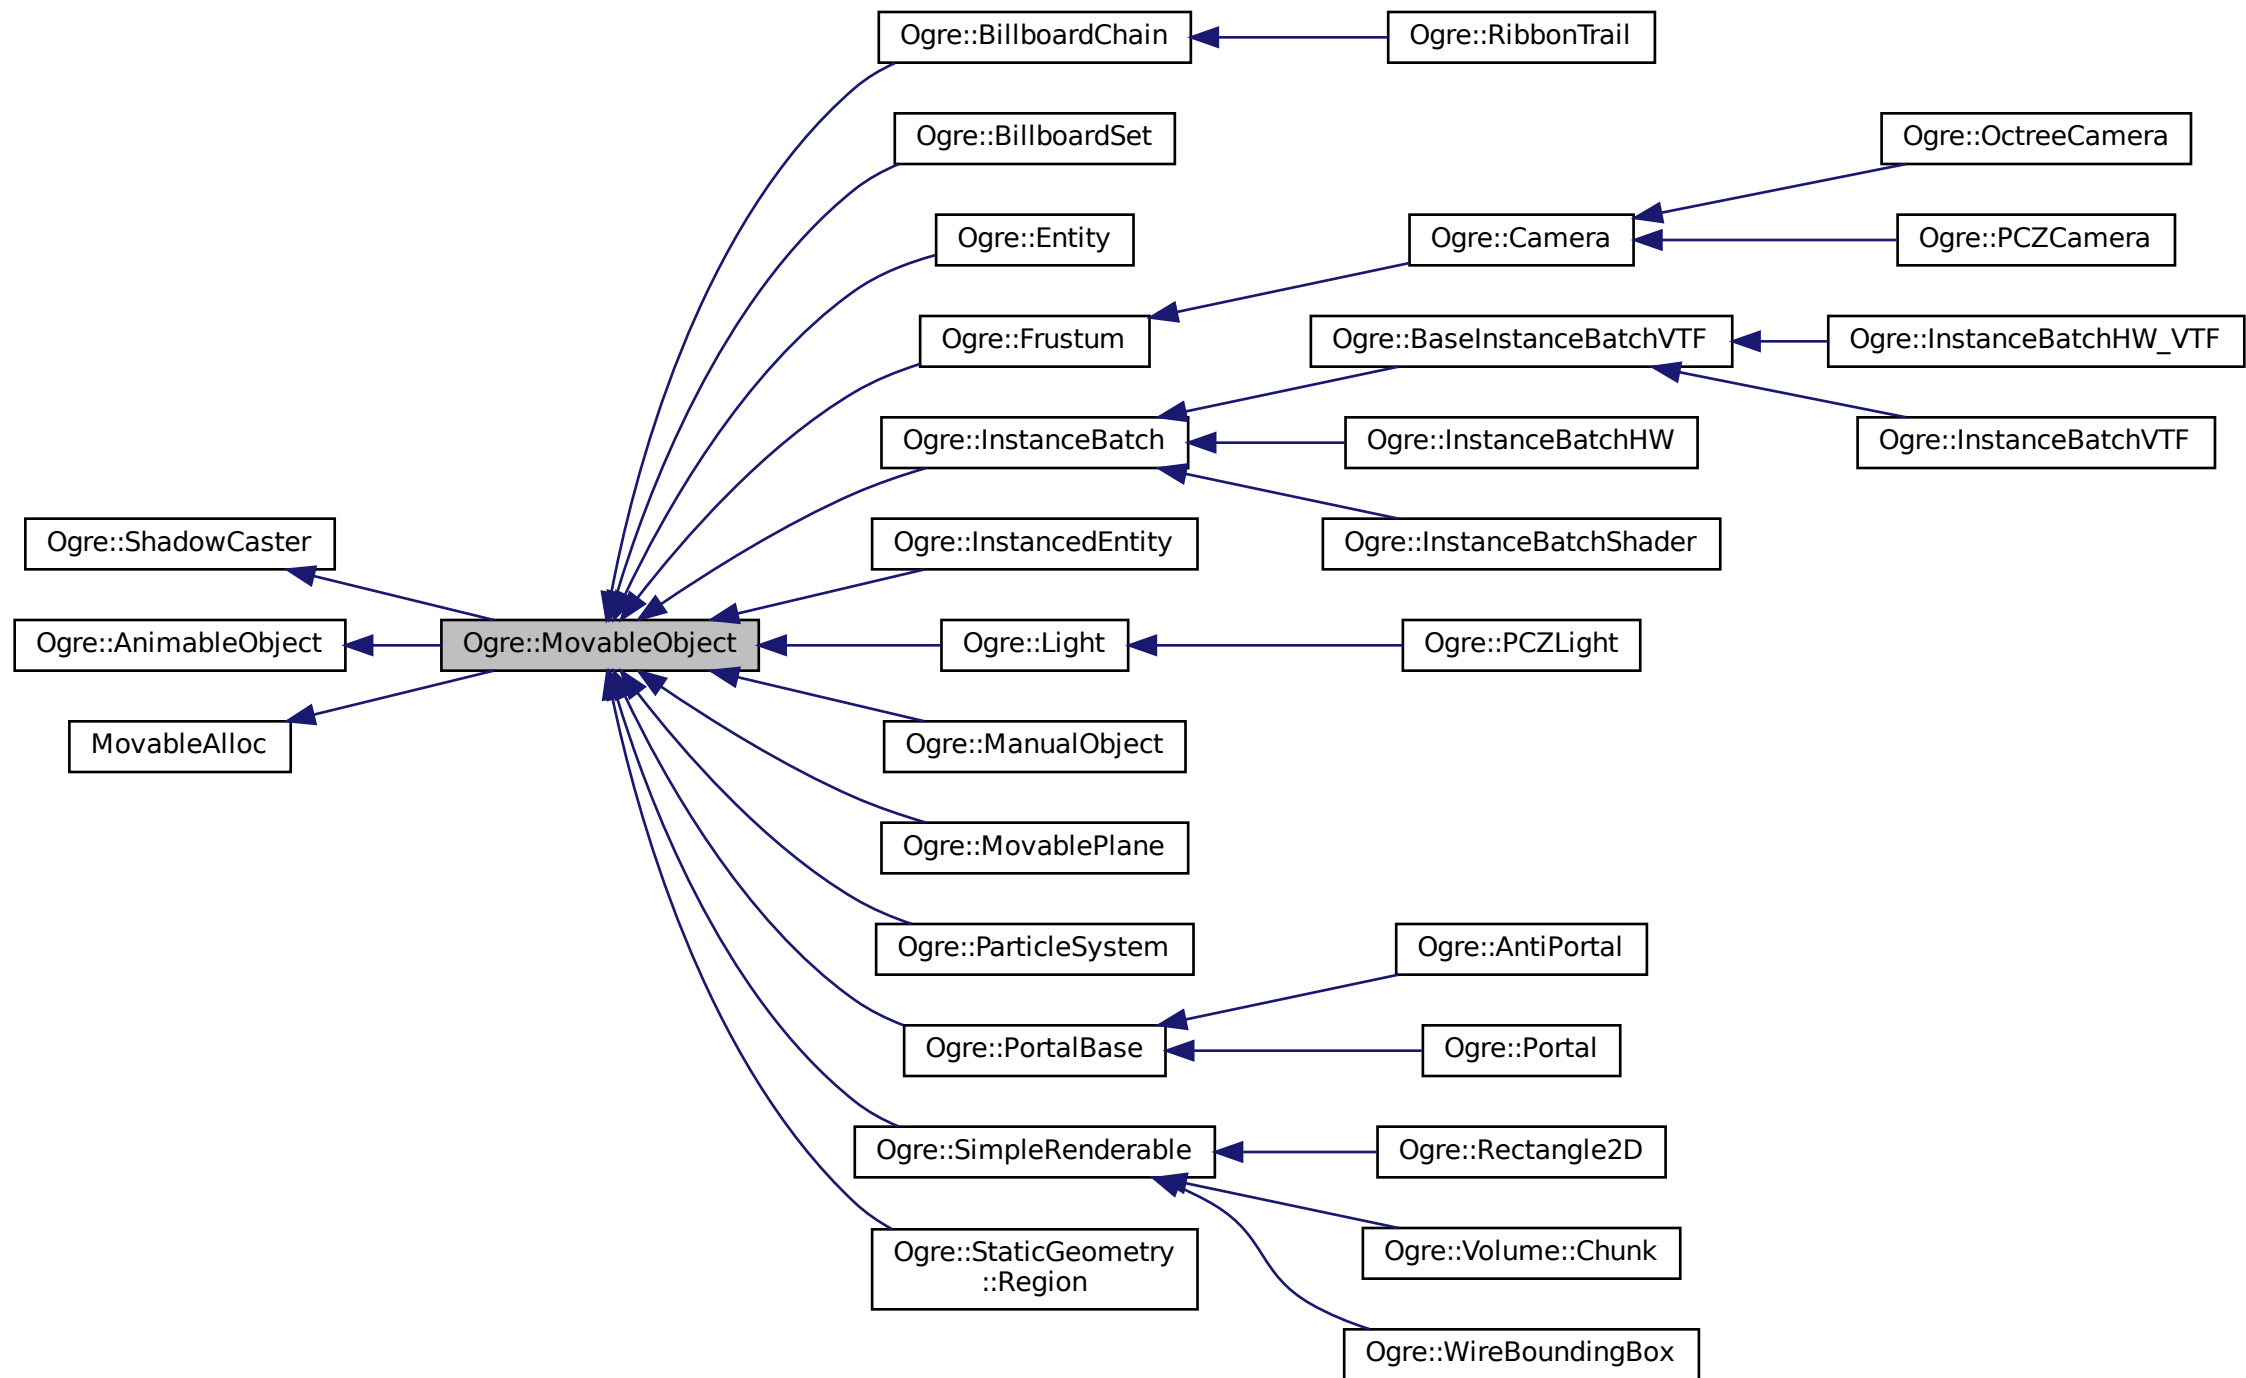 Ogre::BillboardChain
Ogre::RibbonTrail
Ogre::BillboardSet
Ogre::OctreeCamera
Ogre::Entity
Ogre::Camera
Ogre::PCZCamera
Ogre::Frustum
Ogre::BaseInstanceBatchVTF
Ogre::InstanceBatchHW_VTF
Ogre::InstanceBatch
Ogre::InstanceBatchHW
Ogre::InstanceBatchVTF
Ogre::ShadowCaster
Ogre::InstancedEntity
Ogre::InstanceBatchShader
Ogre::AnimableObject
Ogre::MovableObject
Ogre::Light
Ogre::PCZLight
MovableAlloc
Ogre::ManualObject
Ogre::MovablePlane
Ogre::ParticleSystem
Ogre::AntiPortal
Ogre::PortalBase
Ogre::Portal
Ogre::SimpleRenderable
Ogre::Rectangle2D
Ogre::StaticGeometry
::Region
Ogre::Volume::Chunk
Ogre::WireBoundingBox